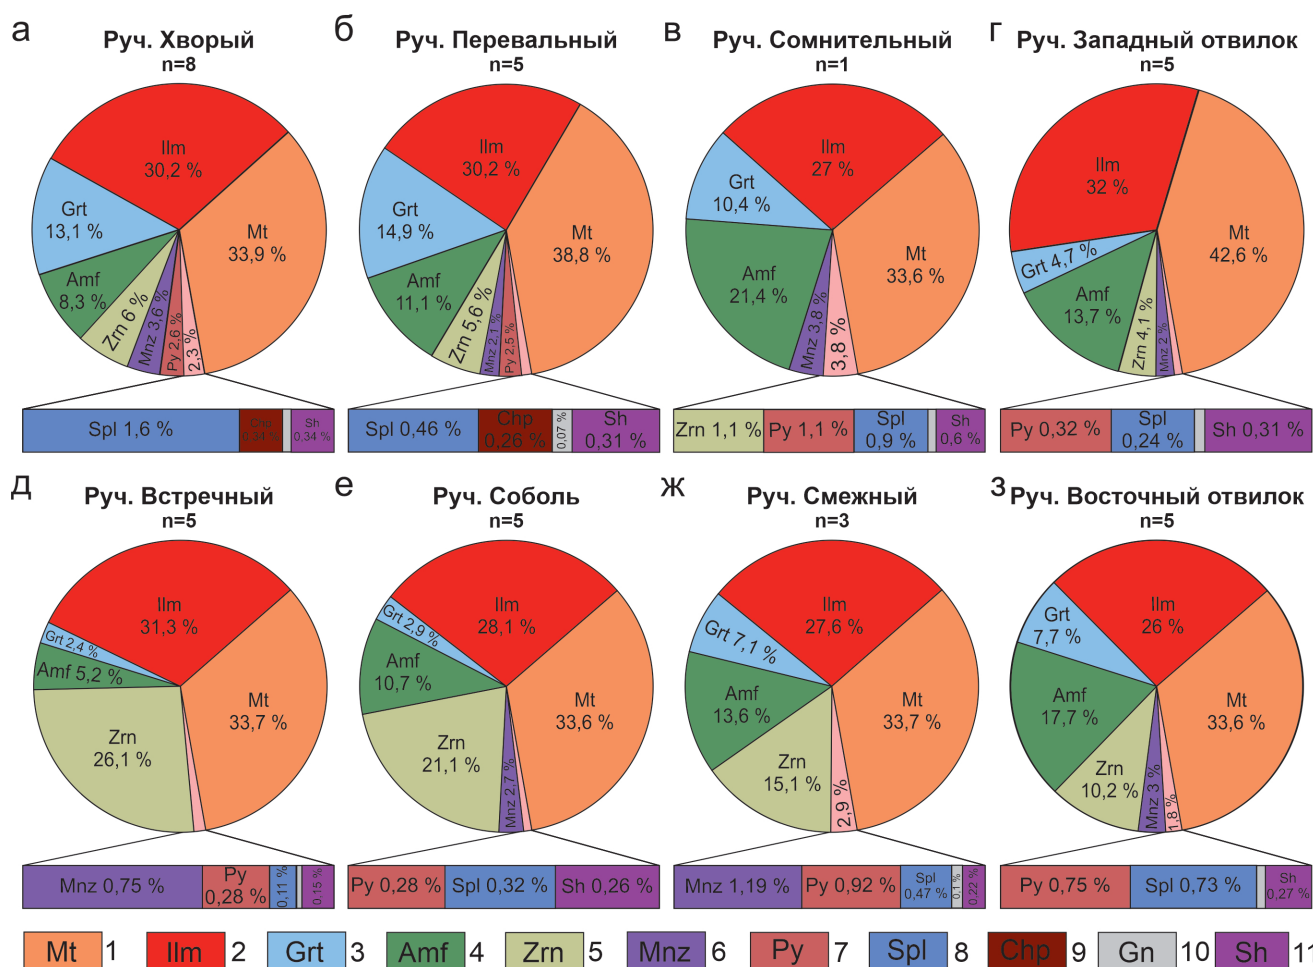 а
Руч. Хворый
n=8
Ilm
30,2 %
Grt
13,1 %
Mt
33,9 %
Amf
8,3 %
Zrn 6 %
Mnz 3,6 %
Py 2,6 %
2,3 %
Spl 1,6 %
Chp
0,34 %
Sh
0,34 %
б
Руч. Перевальный
n=5
Ilm
30,2 %
Grt
14,9 %
Mt
38,8 %
Amf
11,1 %
Zrn 5,6 %
Mnz 2,1 %
Py 2,5 %
Spl 0,46 %
Chp
0,26 %
0,07 %
Sh
0,31 %
в
Руч. Сомнительный
n=1
Ilm
27 %
Grt
10,4 %
Mt
33,6 %
Amf
21,4 %
Mnz 3,8 %
3,8 %
Zrn 1,1 %
Py 1,1 %
Spl
0,9 %
Sh
0,6 %
г
Руч. Западный отвилок
n=5
Ilm
32 %
Mt
42,6 %
Grt 4,7 %
Amf
13,7 %
Zrn 4,1 %
Mnz 2 %
Py 0,32 %
Spl
0,24 %
Sh 0,31 %
д
Руч. Встречный
n=5
Ilm
31,3 %
Grt 2,4 %
Amf 5,2 %
Mt
33,7 %
Zrn
26,1 %
Mnz 0,75 %
Py
0,28 %
0,11 %
0,15 %
е
Руч. Соболь
n=5
Ilm
28,1 %
Grt 2,9 %
Amf
10,7 %
Mt
33,6 %
Zrn
21,1 %
Mnz 2,7 %
Py 0,28 %
Spl 0,32 %
Sh 0,26 %
ж
Руч. Смежный
n=3
Ilm
27,6 %
Grt 7,1 %
Amf
13,6 %
Mt
33,7 %
Zrn
15,1 %
2,9 %
Mnz 1,19 %
Py 0,92 %
Spl
0,47 %
0,1 %
0,22 %
з
Руч. Восточный отвилок
n=5
Ilm
26 %
Grt
7,7 %
Amf
17,7 %
Mt
33,6 %
Zrn
10,2 %
Mnz 3 %
1,8 %
Py 0,75 %
Spl 0,73 %
Sh
0,27 %
Mt 1 Ilm 2 Grt 3 Amf 4 Zrn 5 Mnz 6 Py 7 Spl 8 Chp 9 Gn 10 Sh 11